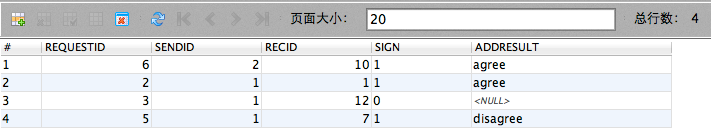 页面大小： 20 总行数： 4
# REQUESTID SENDID RECID SIGN ADDRESULT
1 6 2 10 1 agree
2 2 1 1 1 agree
3 3 1 12 0 <NULL>
4 5 1 7 1 disagree